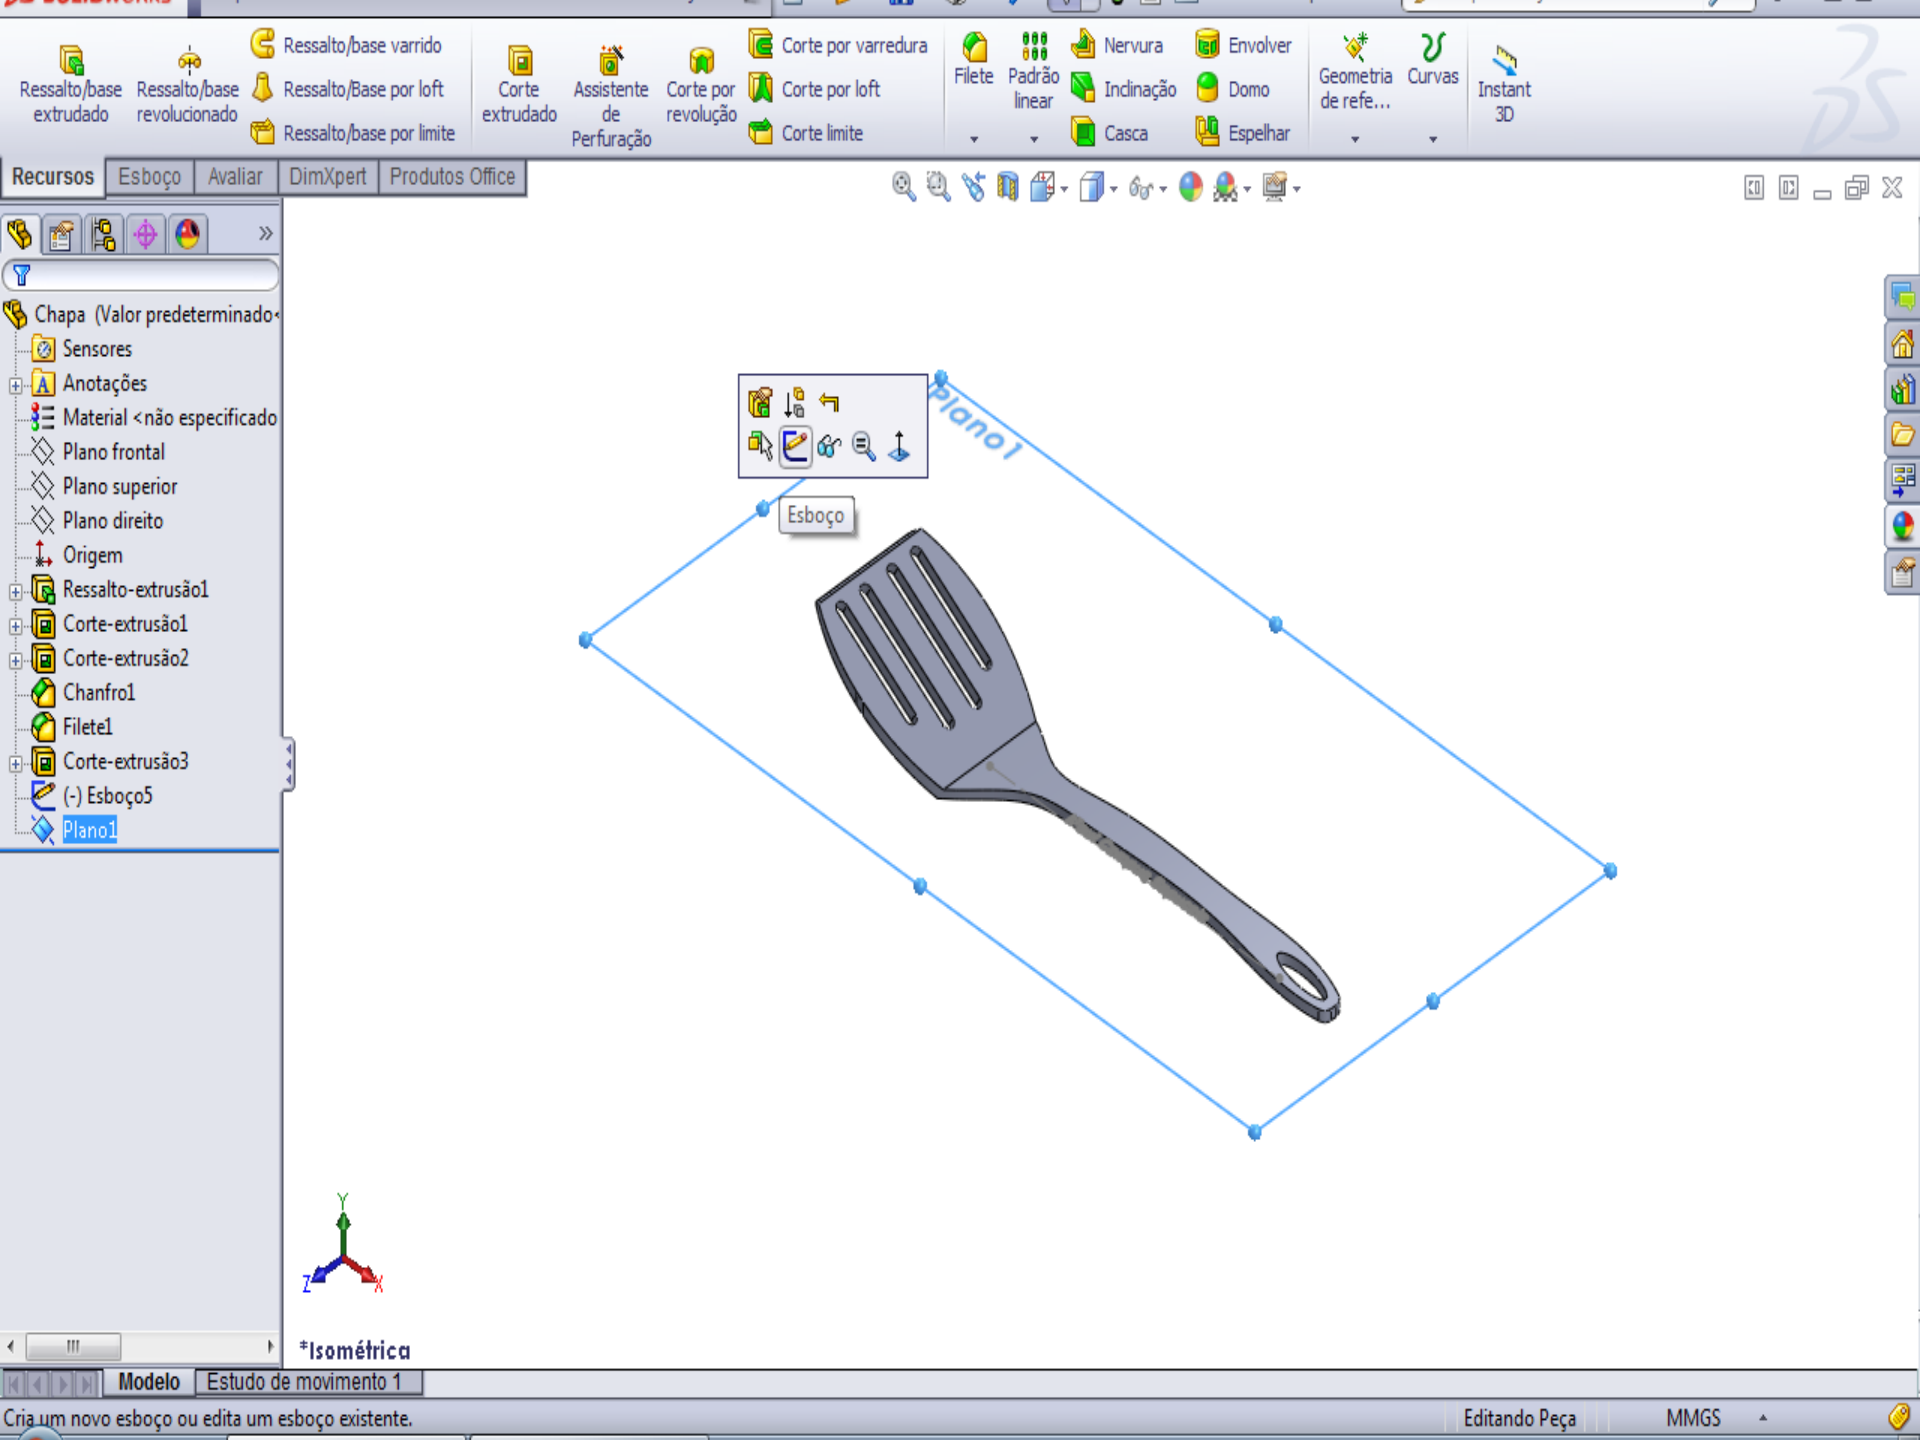 SOLIDWORKS
Ressalto/base extrudado
Ressalto/base revolucionado
Ressalto/base varrido
Ressalto/Base por loft
Ressalto/base por limite
Corte extrudado
Assistente de Perfuração
Corte por revolução
Corte por varredura
Corte por loft
Corte limite
Filete
Padrão linear
Nervura
Inclinação
Casca
Envolver
Domo
Espelhar
Geometria de refe...
Curvas
Instant 3D
Recursos
Esboço
Avaliar
DimXpert
Produtos Office
Chapa (Valor predeterminado<
Sensores
Anotações
Material <não especificado
Plano frontal
Plano superior
Plano direito
Origem
Ressalto-extrusão1
Corte-extrusão1
Corte-extrusão2
Chanfro1
Filete1
Corte-extrusão3
(-) Esboço5
Plano1
Plano1
Esboço
Y
Z
X
*Isométrica
Modelo
Estudo de movimento 1
Cria um novo esboço ou edita um esboço existente.
Editando Peça
MMGS